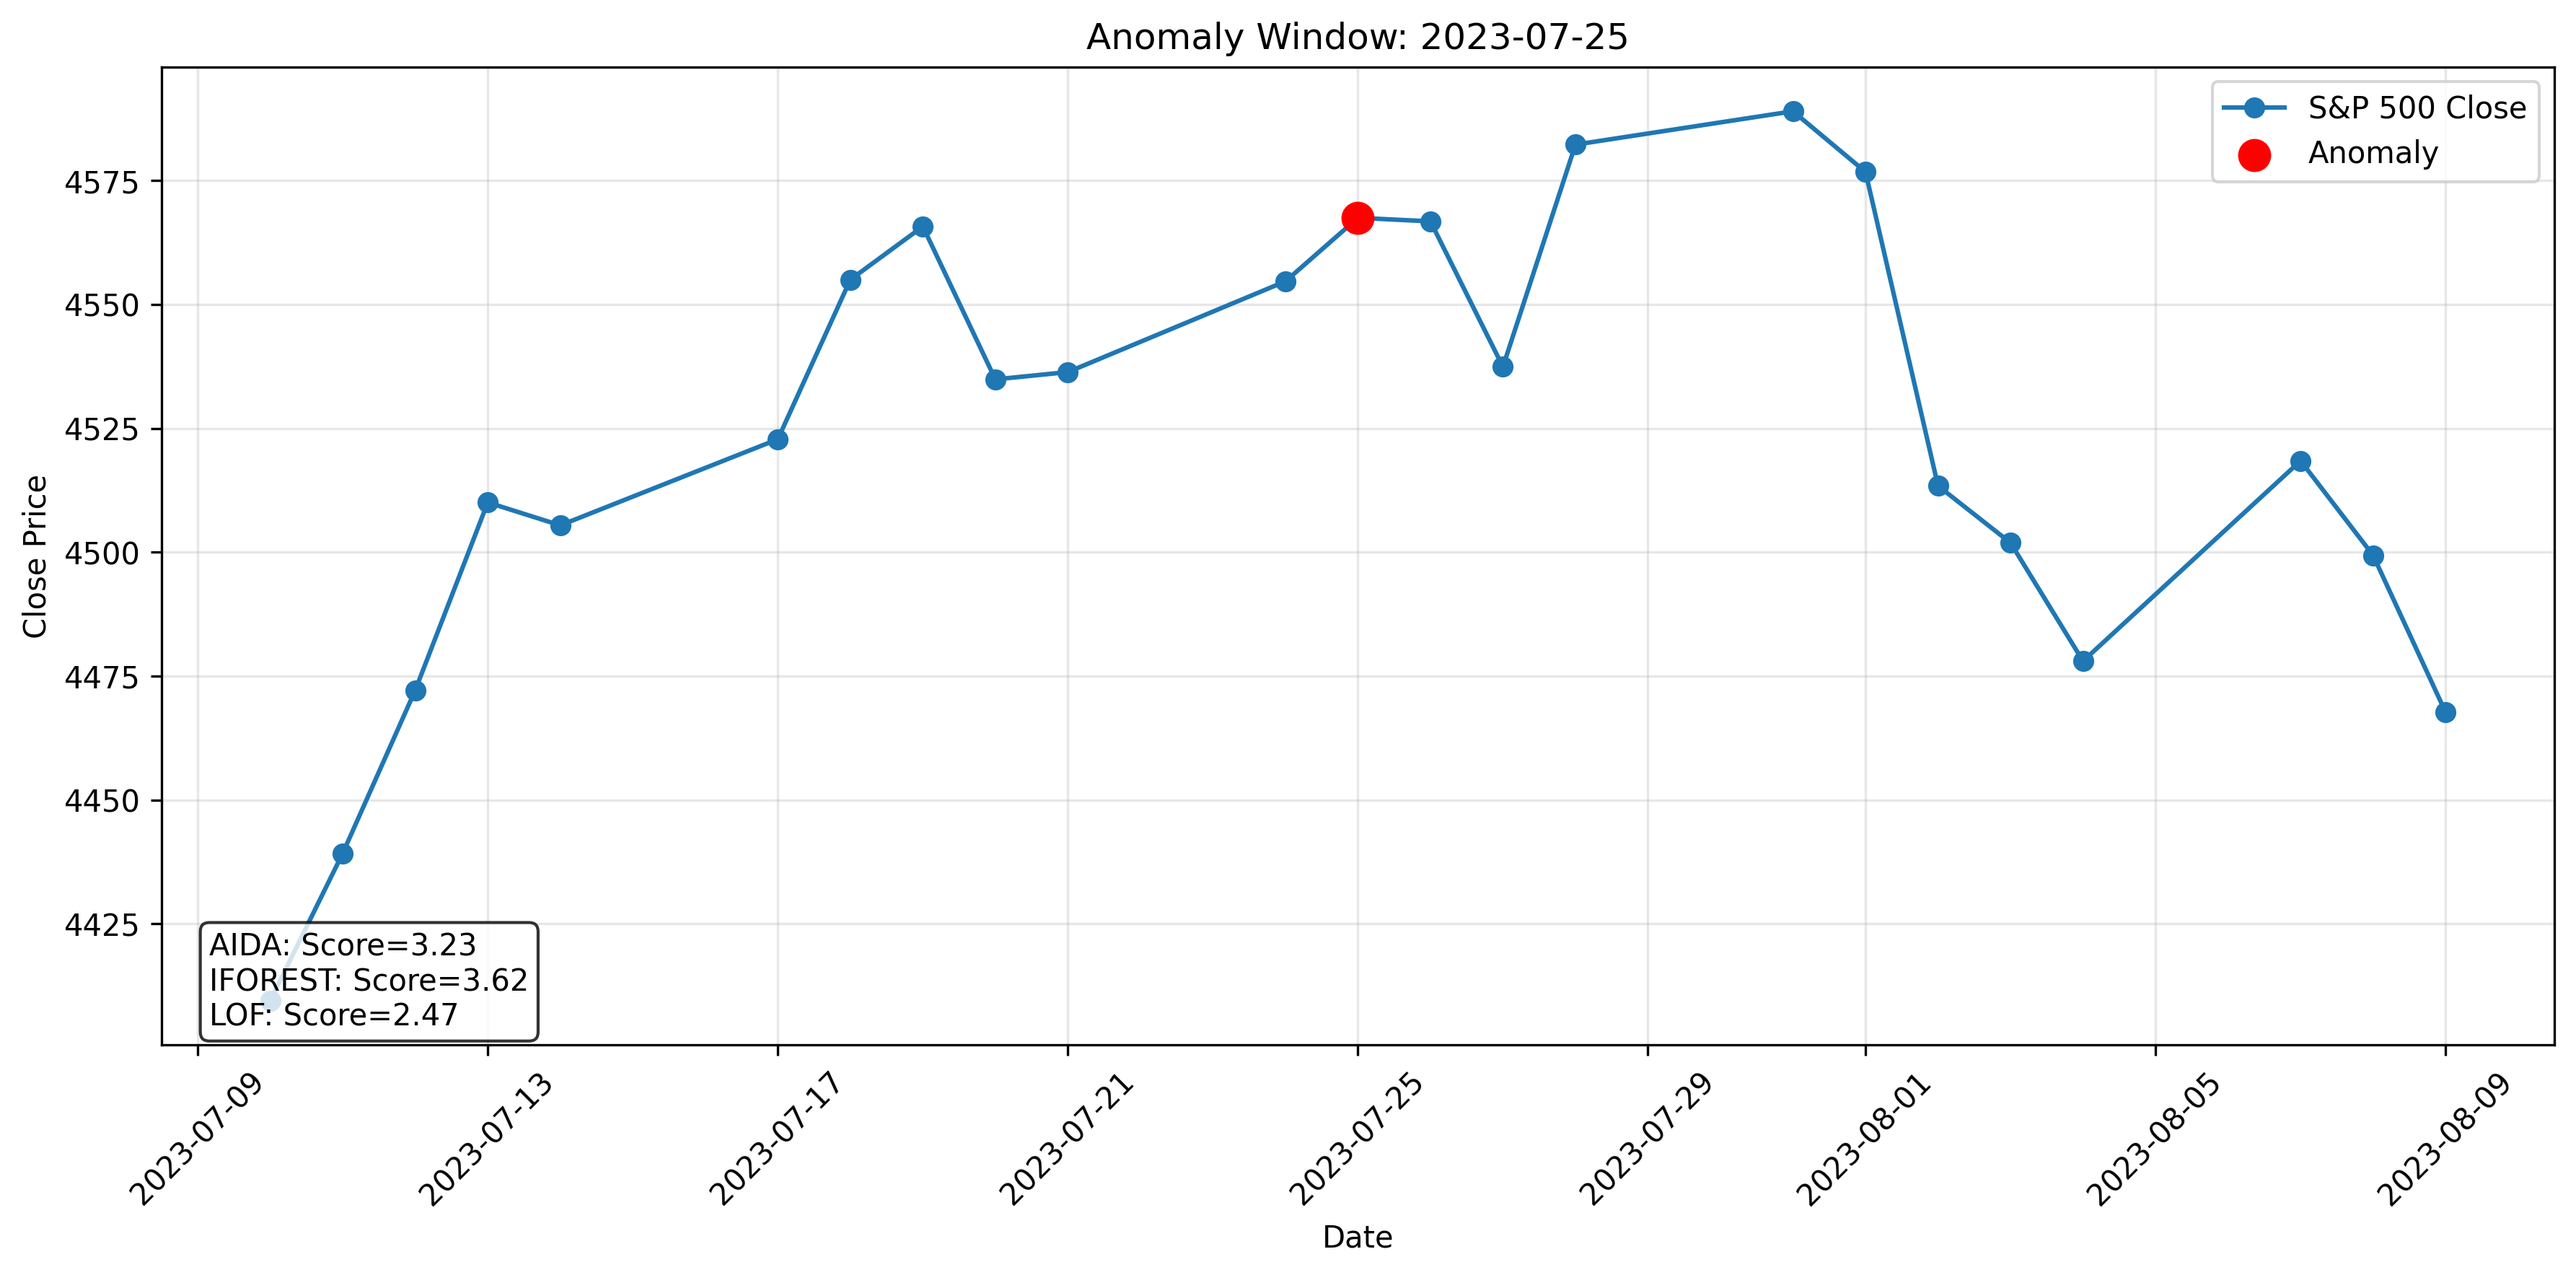 Anomaly Window: 2023-07-25
S&P 500 Close
Anomaly
Close Price
4575
4550
4525
4500
4475
4450
4425
AIDA: Score=3.23
IFOREST: Score=3.62
LOF: Score=2.47
2023-07-09
2023-07-13
2023-07-17
2023-07-21
2023-07-25
2023-07-29
2023-08-01
2023-08-05
2023-08-09
Date